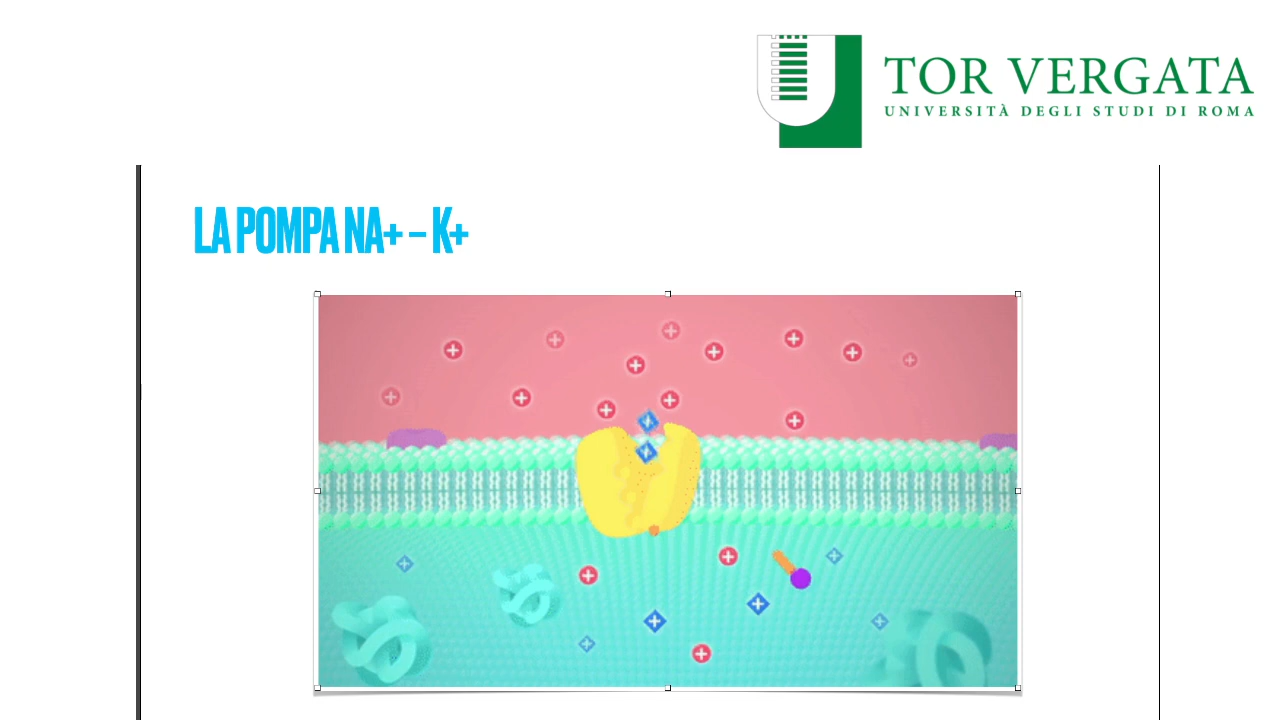 TOR VERGATA
UNIVERSITÀ DEGLI STUDI DI ROMA
LA POMPA NA+ – K+